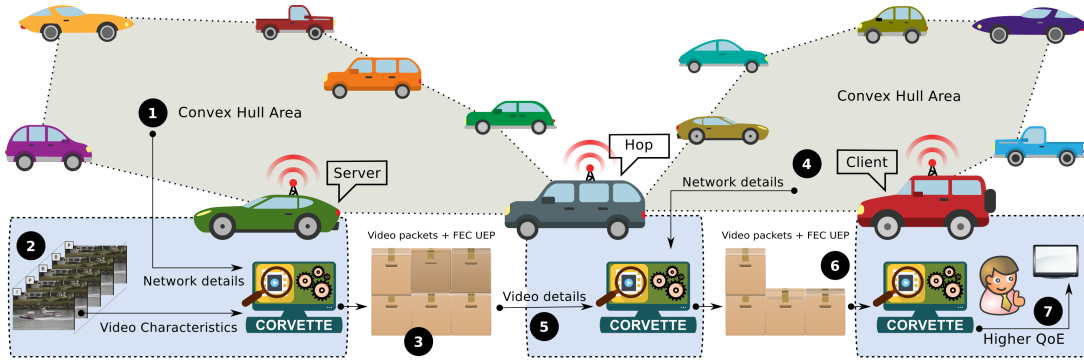 1
Convex Hull Area
Convex Hull Area
Server
Hop
4
Client
Network details
2
Network details
Video Characteristics
CORVETTE
Video packets + FEC UEP
3
Video details
5
CORVETTE
Video packets + FEC UEP
6
CORVETTE
7
Higher QoE